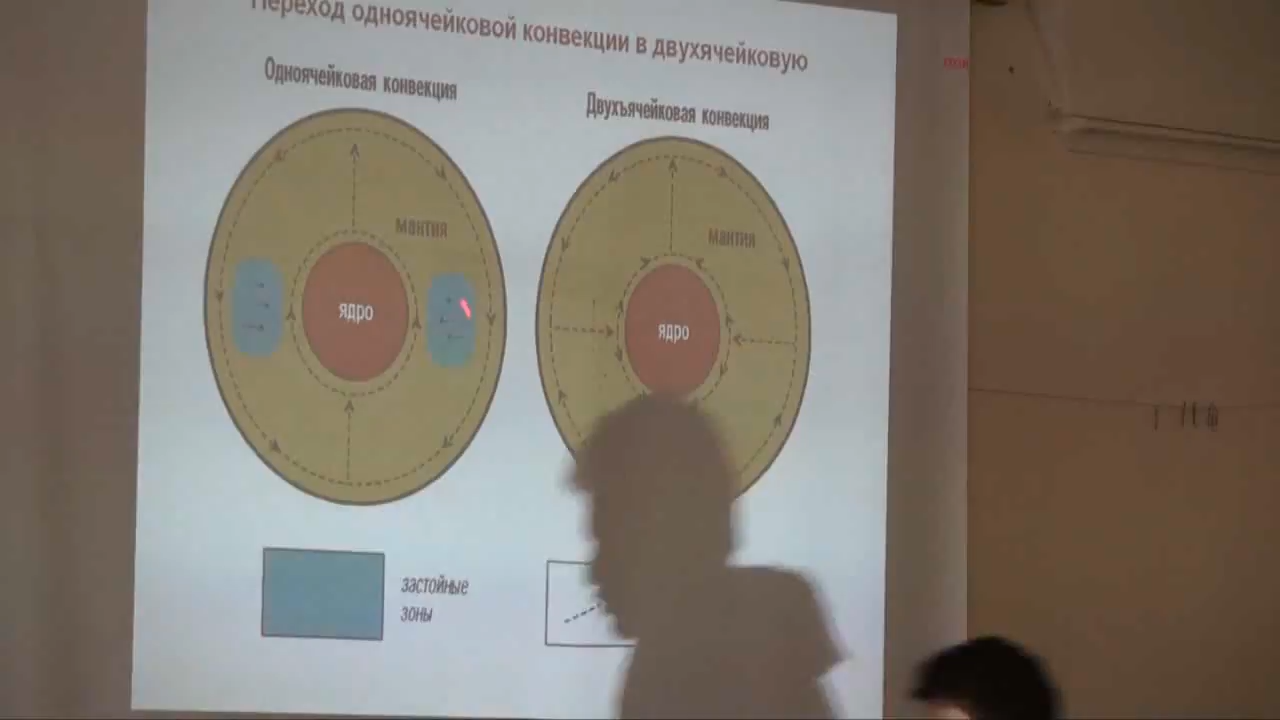 Переход одноячейковой конвекции в двухячейковую
Одноячейковая конвекция
Двухъячейковая конвекция
мантия
ядро
мантия
ядро
застойные
зоны